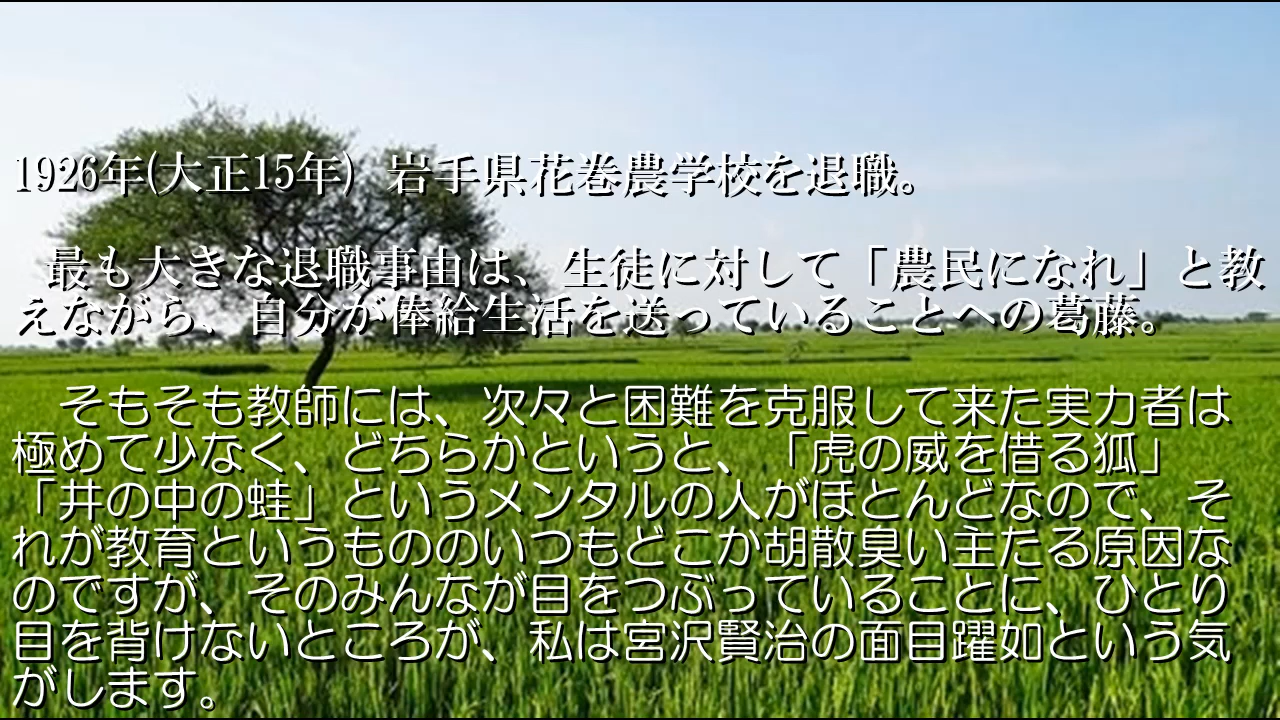 1926年(大正15年) 岩手県花巻農学校を退職。
最も大きな退職事由は、生徒に対して「農民になれ」と教
えながら、自分が俸給生活を送っていることへの葛藤。
そもそも教師には、次々と困難を克服して来た実力者は
極めて少なく、どちらかというと、「虎の威を借る狐」
「井の中の蛙」というメンタルの人がほとんどなので、そ
れが教育というもののいつもどこか胡散臭い主たる原因な
のですが、そのみんなが目をつぶっていることに、ひとり
目を背けないところが、私は宮沢賢治の面目躍如という気
がします。